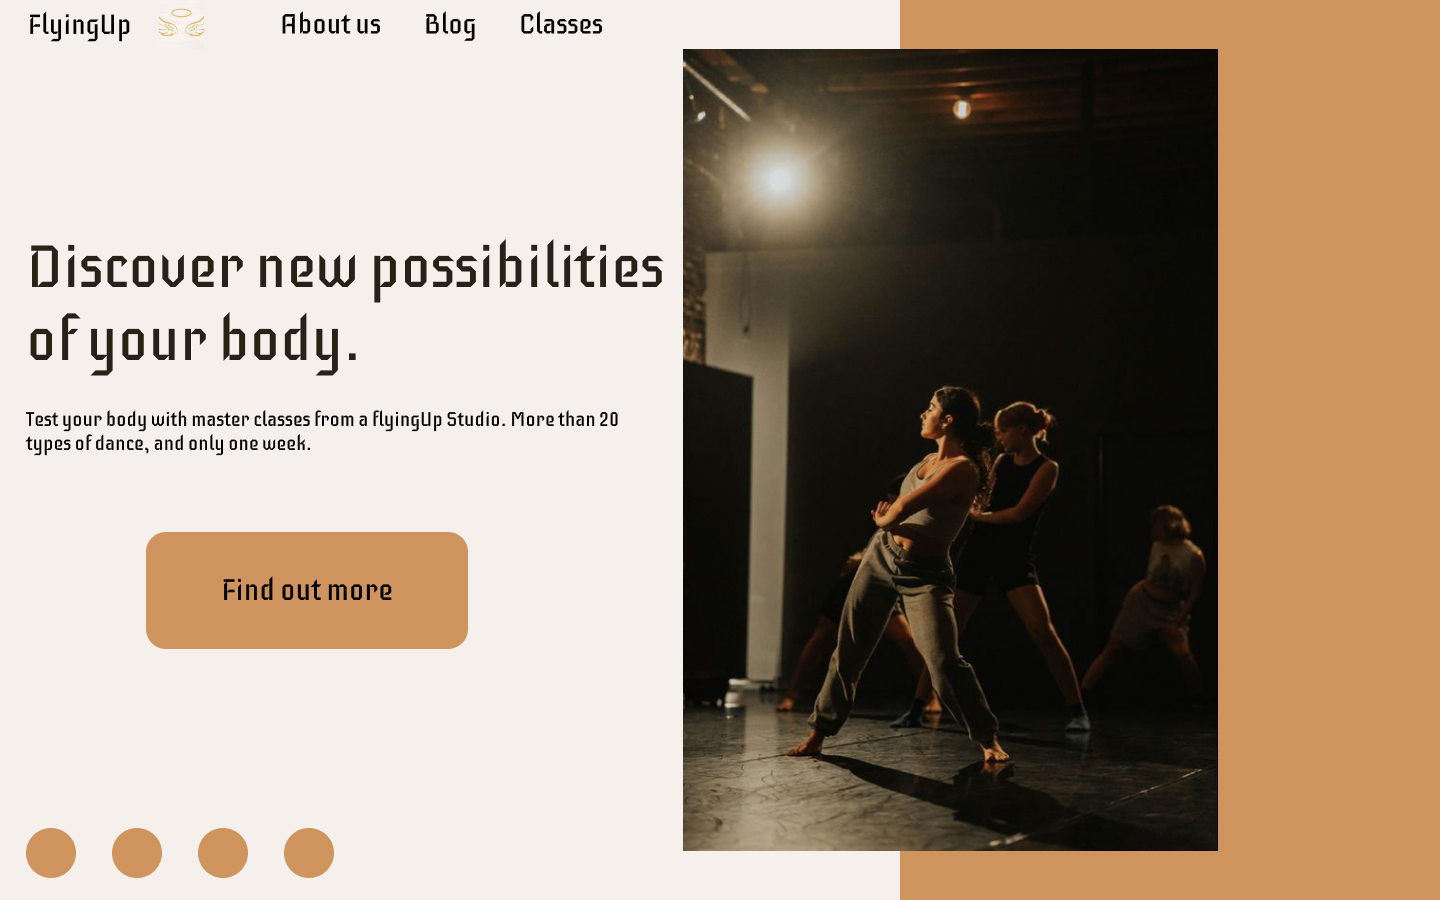 FlyingUp
About us
Blog
Classes
Discover new possibilities
of your body.
Test your body with master classes from a flyingUp Studio. More than 20
types of dance, and only one week.
Find out more